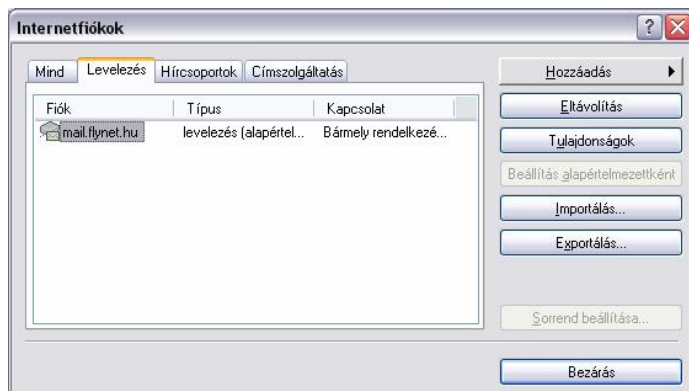 Internetfiókok
Mind Levelezés Hírcsoportok Címszolgáltatás
Fiók Típus Kapcsolat
mail.flynet.hu levelezés (alapértel... Bármely rendelkezé...
Hozzáadás
Eltávolítás
Tulajdonságok
Beállítás alapértelmezettként
Importálás...
Exportálás...
Sorrend beállítása...
Bezárás